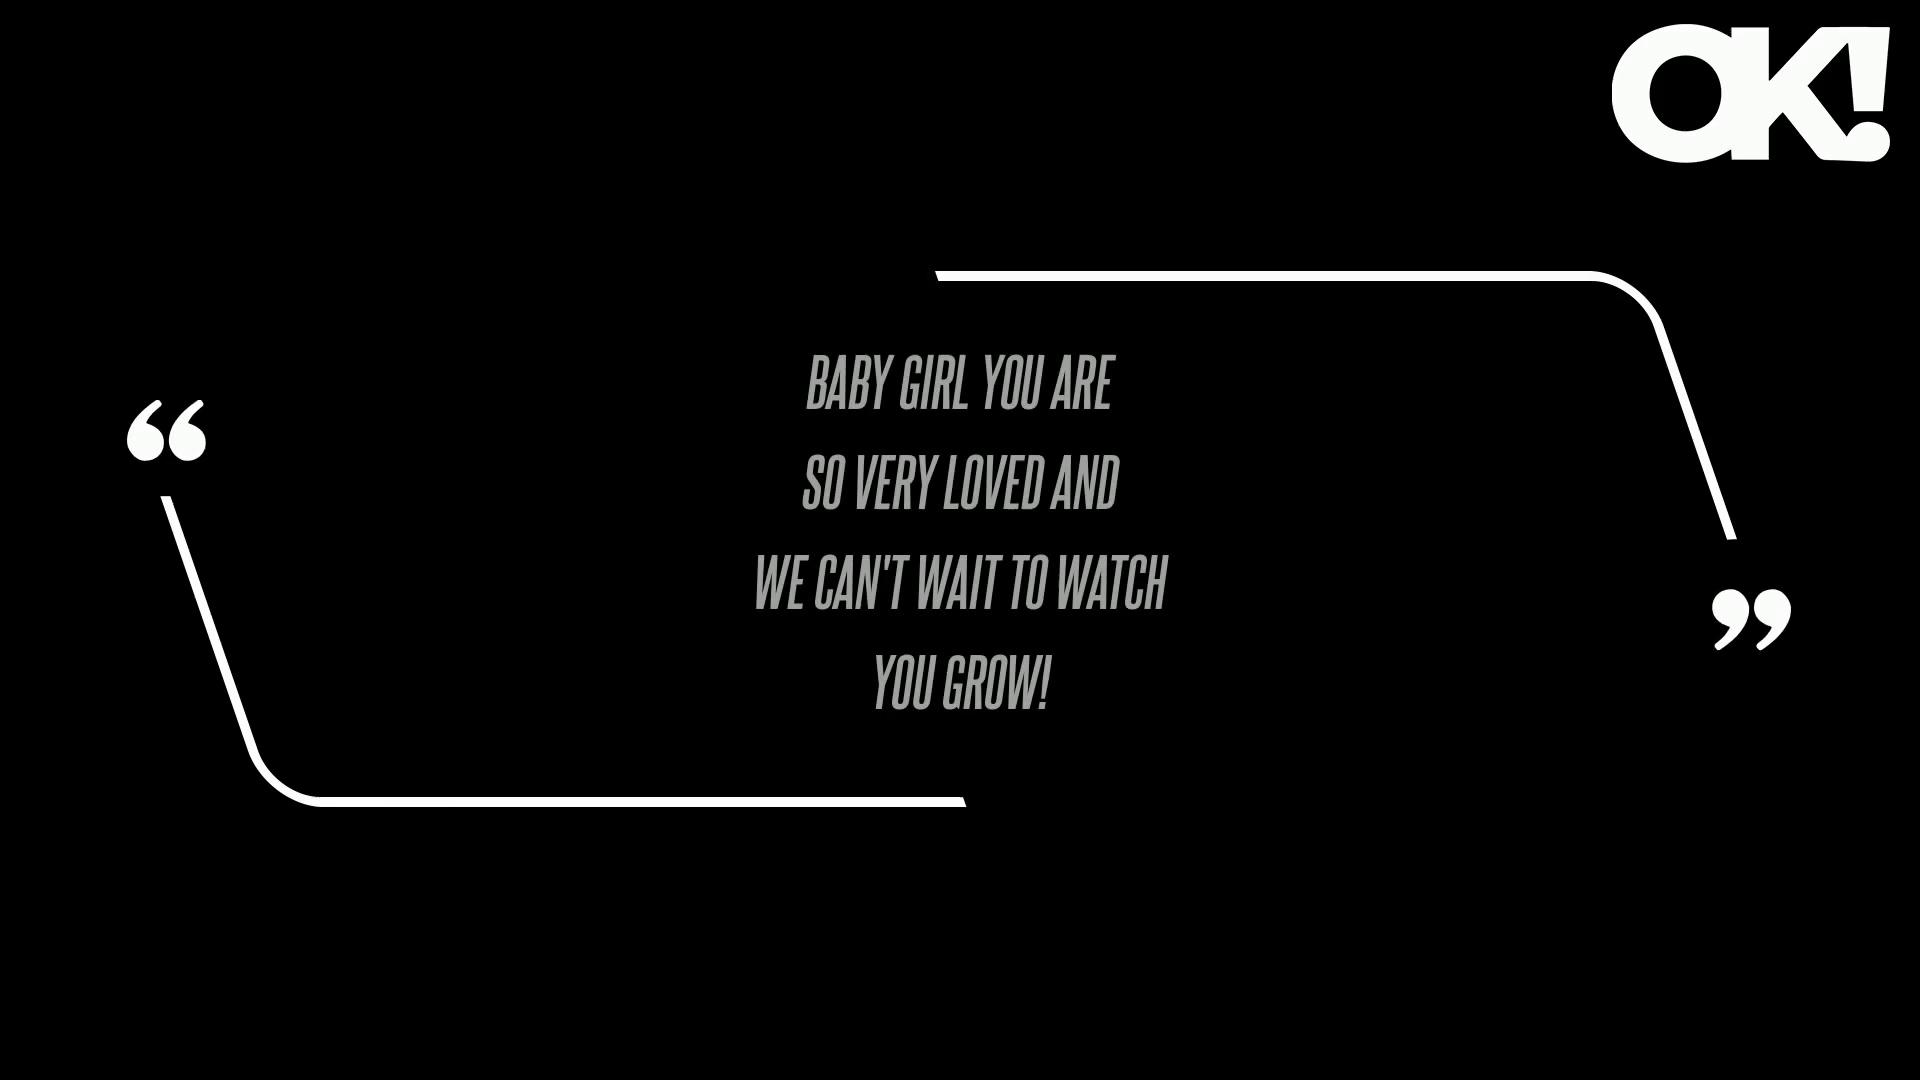 OK!
“
BABY GIRL YOU ARE
SO VERY LOVED AND
WE CAN'T WAIT TO WATCH
YOU GROW!
”